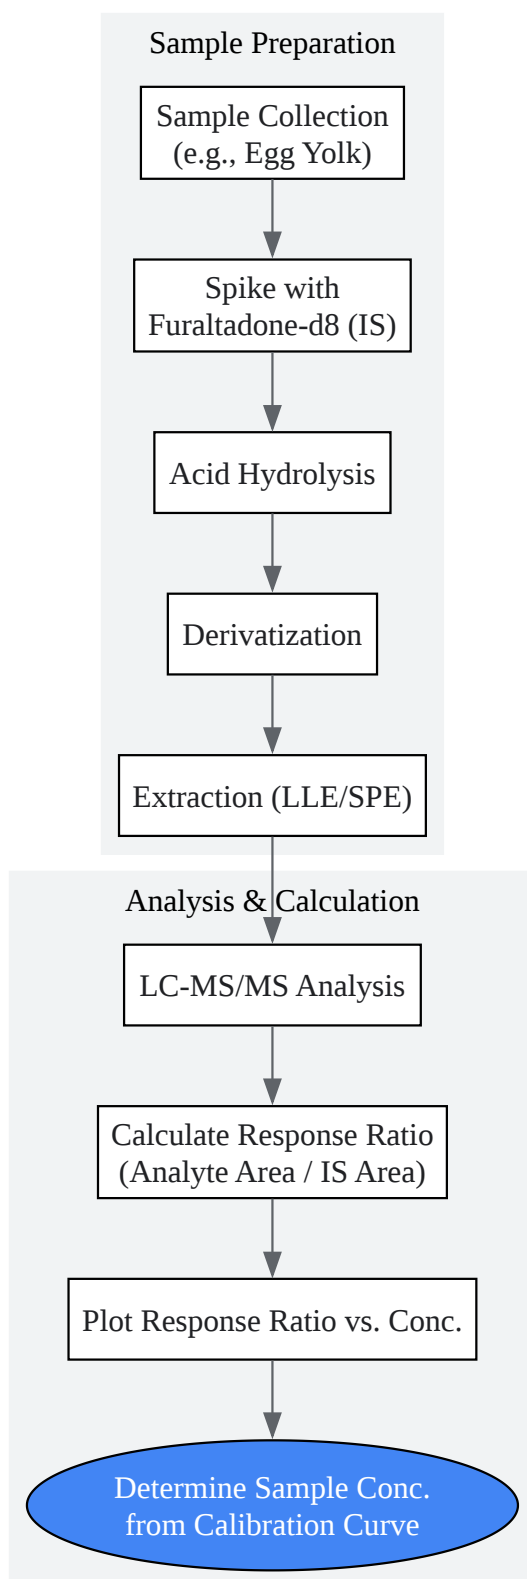 Sample Preparation
Sample Collection
(e.g., Egg Yolk)
Spike with
Furaltadone-d8 (IS)
Acid Hydrolysis
Derivatization
Extraction (LLE/SPE)
Analysis & Calculation
LC-MS/MS Analysis
Calculate Response Ratio
(Analyte Area / IS Area)
Plot Response Ratio vs. Conc.
Determine Sample Conc.
from Calibration Curve